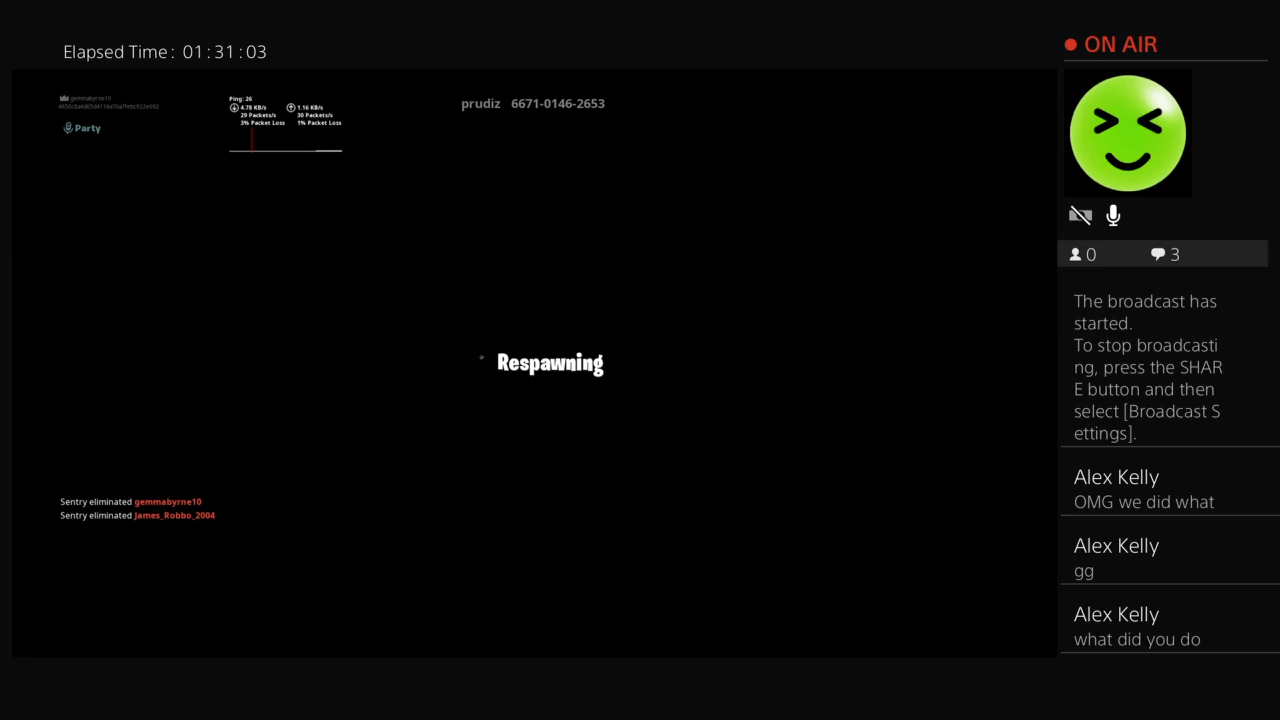 Elapsed Time: 01:31:03
ON AIR
gemmabyrne10
Party
Ping: 26
4.78 KB/s 1.16 KB/s
29 Packets/s 30 Packets/s
3% Packet Loss 1% Packet Loss
prudiz 6671-0146-2653
Respawning
Sentry eliminated gemmabyrne10
Sentry eliminated James_Robbo_2004
0 3
The broadcast has
started.
To stop broadcasti
ng, press the SHAR
E button and then
select [Broadcast S
ettings].
Alex Kelly
OMG we did what
Alex Kelly
gg
Alex Kelly
what did you do